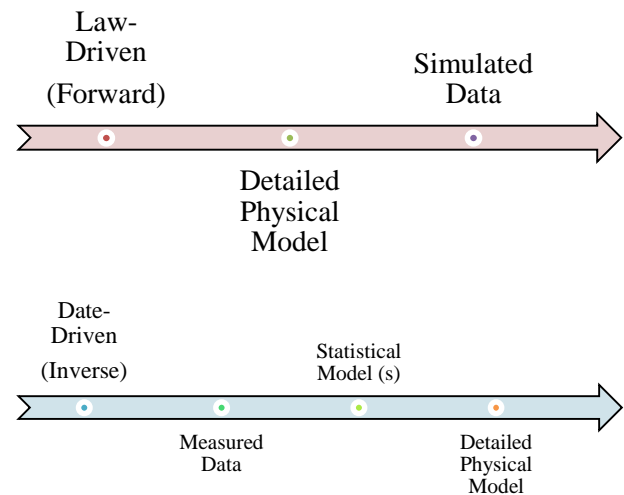 Law-
Driven
(Forward)
Simulated
Data
Detailed
Physical
Model
Date-
Driven
(Inverse)
Statistical
Model (s)
Measured
Data
Detailed
Physical
Model